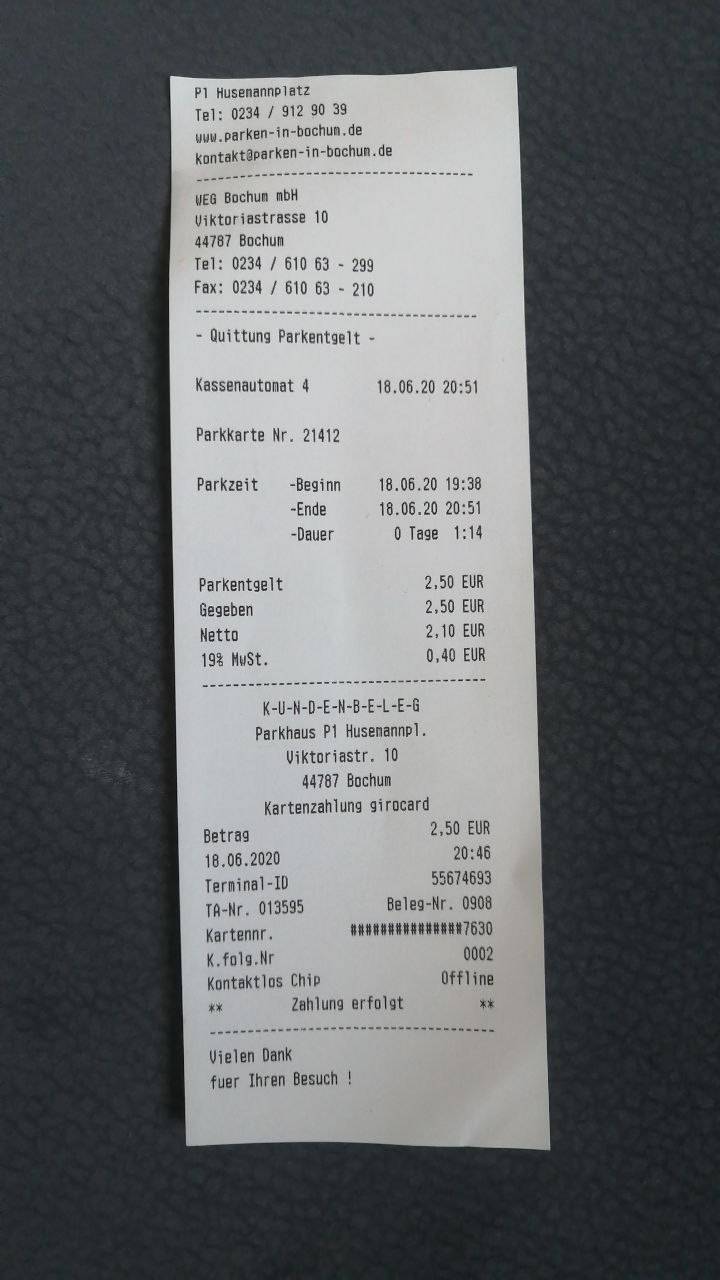 P1 Husemannplatz
Tel: 0234 / 912 90 39
www.parken-in-bochum.de
kontakt@parken-in-bochum.de
------------------------------------
WEG Bochum mbH
Viktoriastrasse 10
44787 Bochum
Tel: 0234 / 610 63 - 299
Fax: 0234 / 610 63 - 210
------------------------------------
- Quittung Parkentgelt -
Kassenautomat 4 18.06.20 20:51
Parkkarte Nr. 21412
Parkzeit -Beginn 18.06.20 19:38
-Ende 18.06.20 20:51
-Dauer 0 Tage 1:14
Parkentgelt 2,50 EUR
Gegeben 2,50 EUR
Netto 2,10 EUR
19% MwSt. 0,40 EUR
------------------------------------
K-U-N-D-E-N-B-E-L-E-G
Parkhaus P1 Husemannpl.
Viktoriastr. 10
44787 Bochum
Kartenzahlung girocard
Betrag 2,50 EUR
18.06.2020 20:46
Terminal-ID 55674693
TA-Nr. 013595 Beleg-Nr. 0908
Kartennr. ###############7630
K.folg.Nr 0002
Kontaktlos Chip Offline
** Zahlung erfolgt **
------------------------------------
Vielen Dank
fuer Ihren Besuch !